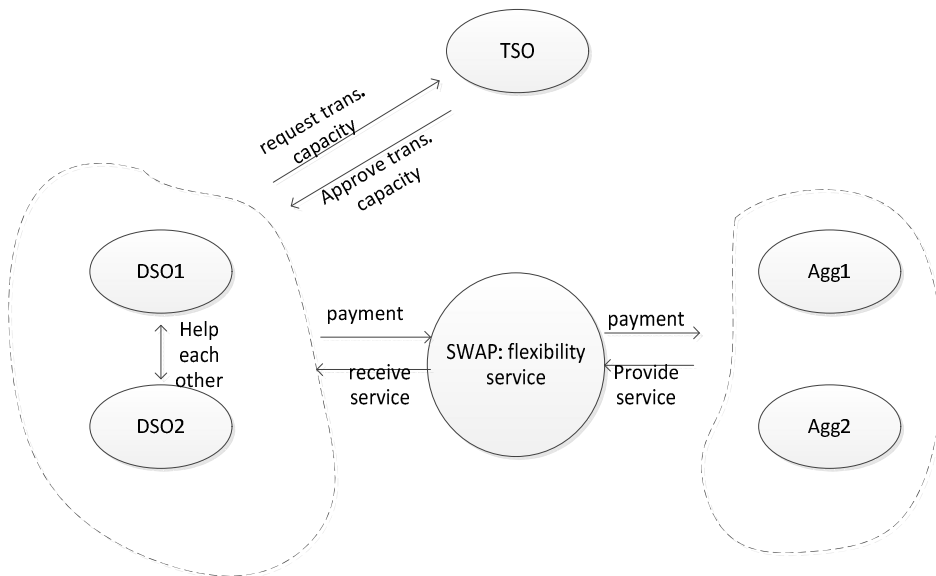 TSO
request trans.
capacity
Approve trans.
capacity
DSO1
Help
each
other
DSO2
payment
receive
service
SWAP: flexibility
service
payment
Provide
service
Agg1
Agg2